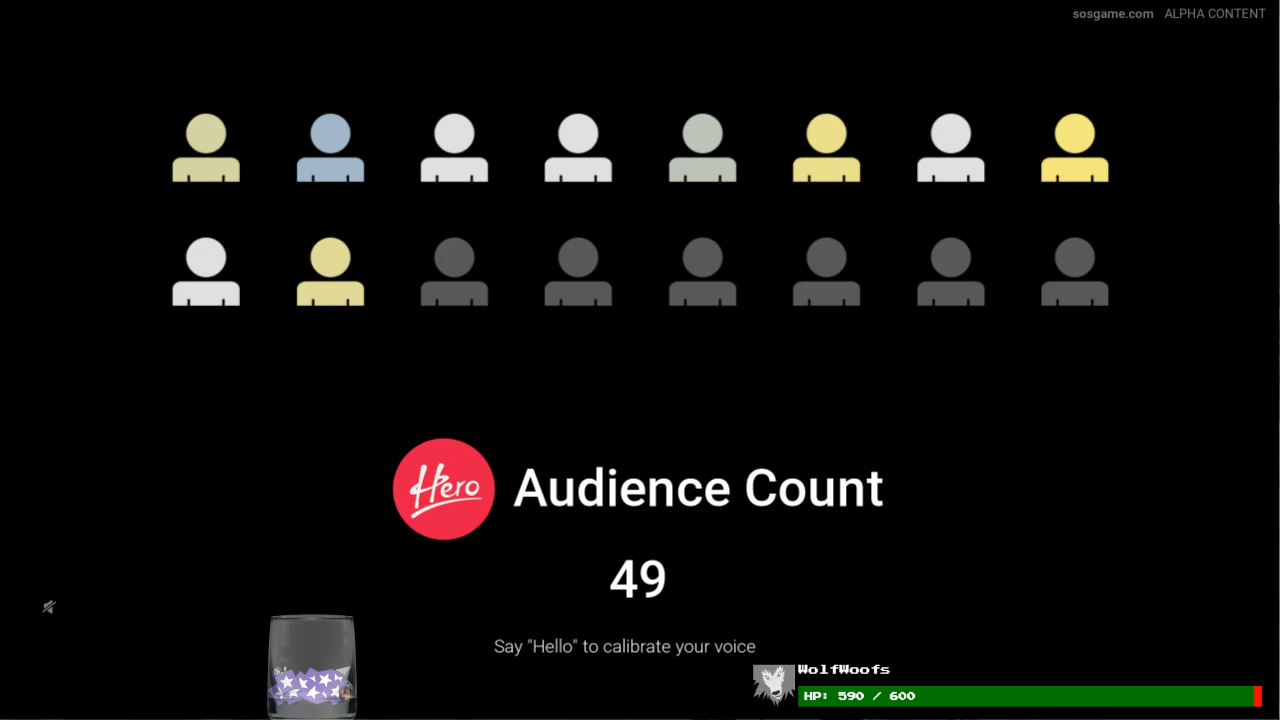 sosgame.com ALPHA CONTENT
Hero
Audience Count
49
Say "Hello" to calibrate your voice
WolfWoofs
HP: 590 / 600